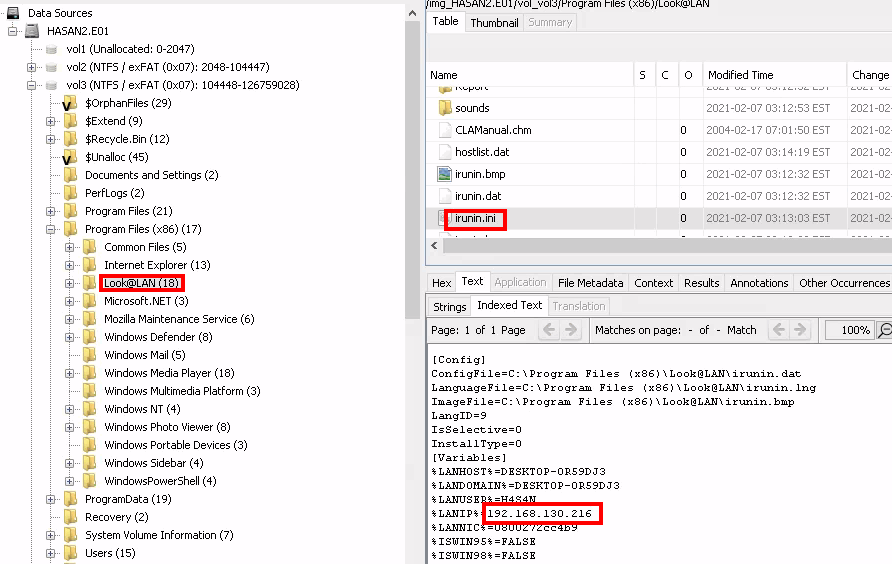 Data Sources
HASAN2.E01
vol1 (Unallocated: 0-2047)
vol2 (NTFS / exFAT (0x07): 2048-104447)
vol3 (NTFS / exFAT (0x07): 104448-126759028)
$OrphanFiles (29)
$Extend (9)
$Recycle.Bin (12)
$Unalloc (45)
Documents and Settings (2)
PerfLogs (2)
Program Files (21)
Program Files (x86) (17)
Common Files (5)
Internet Explorer (13)
Look@LAN (18)
Microsoft.NET (3)
Mozilla Maintenance Service (6)
Windows Defender (8)
Windows Mail (5)
Windows Media Player (18)
Windows Multimedia Platform (3)
Windows NT (4)
Windows Photo Viewer (8)
Windows Portable Devices (3)
Windows Sidebar (4)
WindowsPowerShell (4)
ProgramData (19)
Recovery (2)
System Volume Information (7)
Users (15)
/img_HASAN2.E01/vol_vol3/Program Files (x86)/Look@LAN
Table Thumbnail Summary
Name S C O Modified Time Change
Report 2021-02-07 03:12:32 EST 2021-
sounds 2021-02-07 03:12:53 EST 2021-
CLAManual.chm 0 2004-02-17 07:01:50 EST 2021-
hostlist.dat 0 2021-02-07 03:14:19 EST 2021-
irunin.bmp 0 2021-02-07 03:12:32 EST 2021-
irunin.dat 0 2021-02-07 03:12:32 EST 2021-
irunin.ini 0 2021-02-07 03:13:03 EST 2021-
Hex Text Application File Metadata Context Results Annotations Other Occurrences
Strings Indexed Text Translation
Page: 1 of 1 Page Matches on page: - of - Match 100%
[Config]
ConfigFile=C:\Program Files (x86)\Look@LAN\irunin.dat
LanguageFile=C:\Program Files (x86)\Look@LAN\irunin.lng
ImageFile=C:\Program Files (x86)\Look@LAN\irunin.bmp
LangID=9
IsSelective=0
InstallType=0
[Variables]
%LANHOST%=DESKTOP-0R59DJ3
%LANDOMAIN%=DESKTOP-0R59DJ3
%LANUSER%=H4S4N
%LANIP%=192.168.130.216
%LANNIC%=0800272cc4b9
%ISWIN95%=FALSE
%ISWIN98%=FALSE